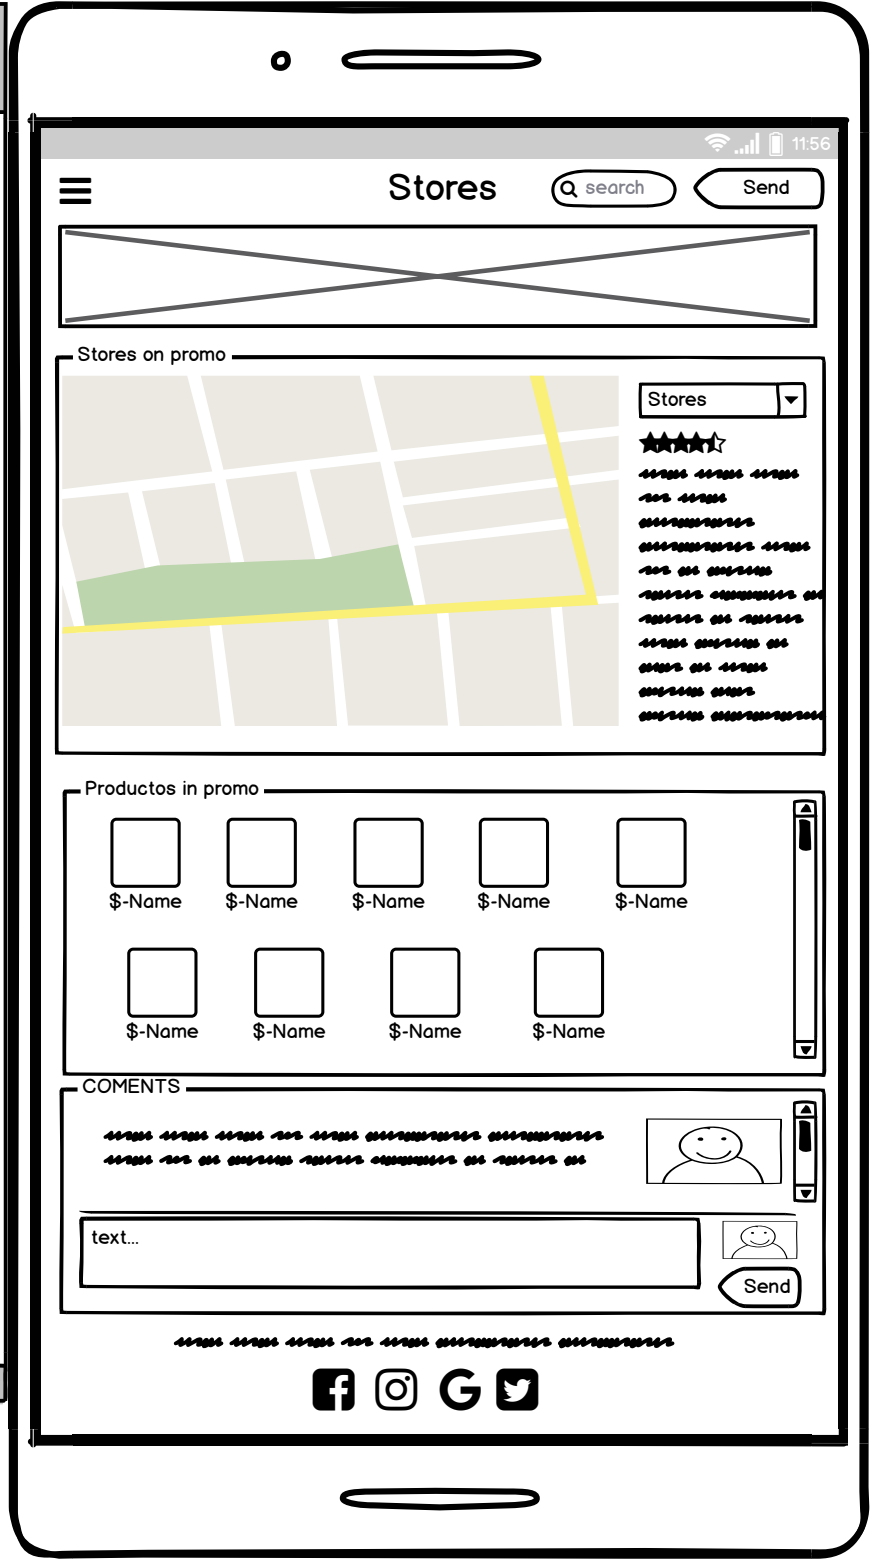 11:56
Stores
search
Send
Stores on promo
Stores
Productos in promo
$-Name $-Name $-Name $-Name $-Name
$-Name $-Name $-Name $-Name
COMENTS
text...
Send